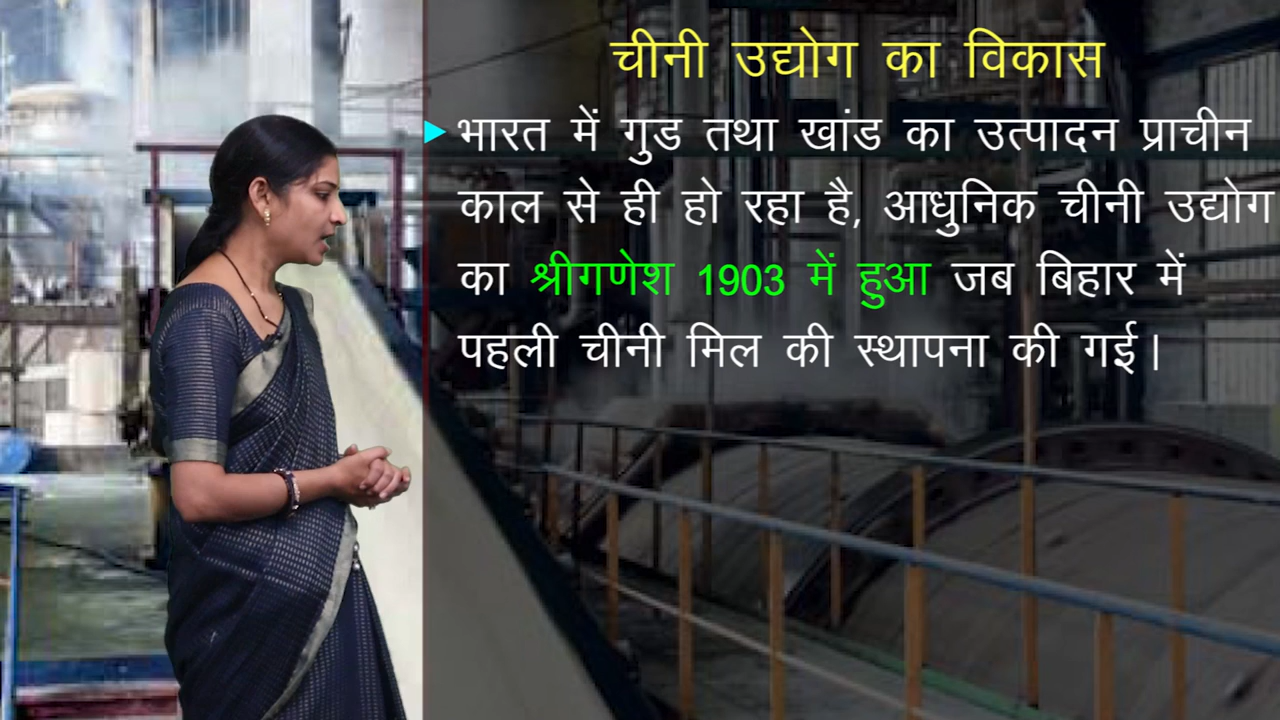 चीनी उद्योग का विकास
भारत में गुड तथा खांड का उत्पादन प्राचीन
काल से ही हो रहा है, आधुनिक चीनी उद्योग
का श्रीगणेश 1903 में हुआ जब बिहार में
पहली चीनी मिल की स्थापना की गई।